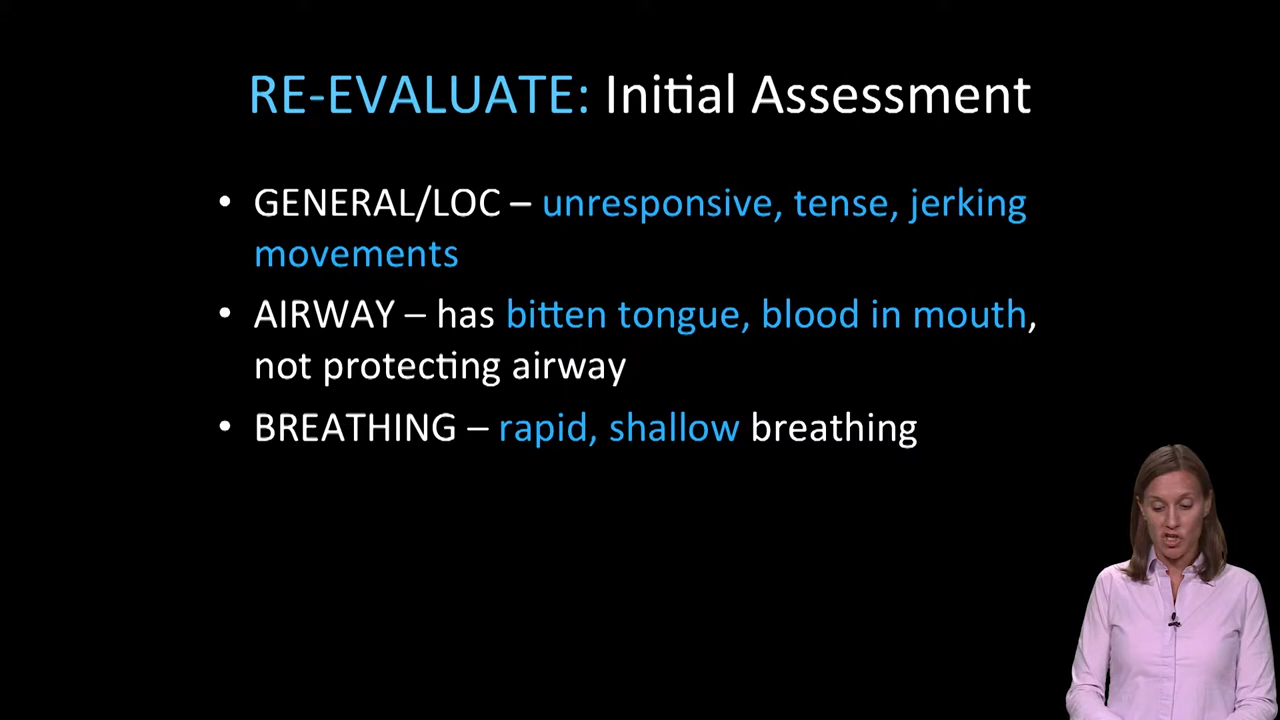 RE-EVALUATE: Initial Assessment
• GENERAL/LOC – unresponsive, tense, jerking
movements
• AIRWAY – has bitten tongue, blood in mouth,
not protecting airway
• BREATHING – rapid, shallow breathing